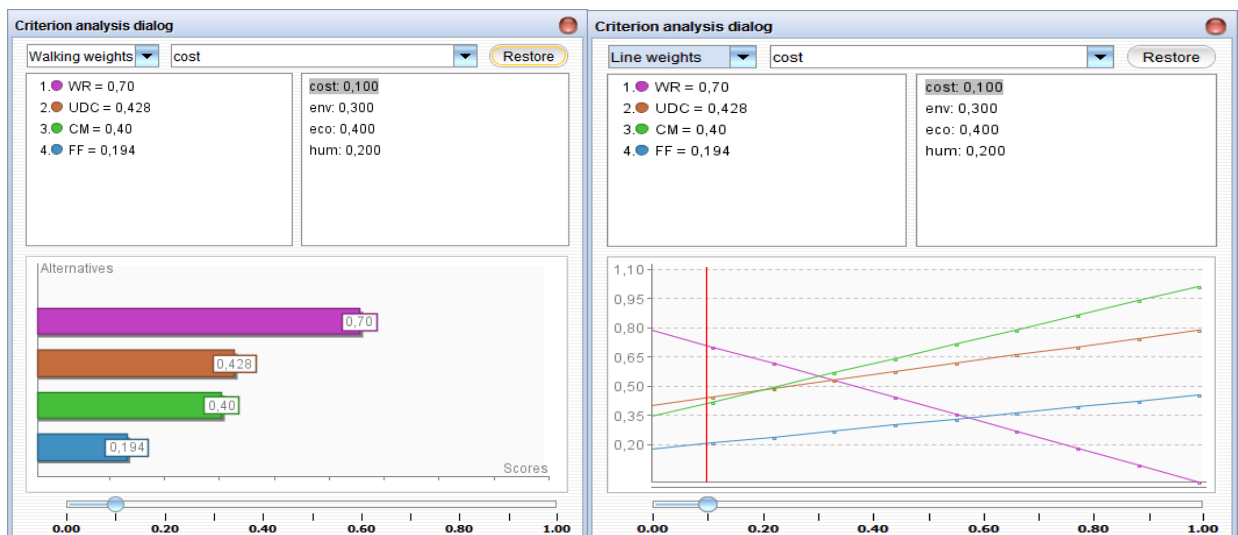 Criterion analysis dialog
Walking weights cost Restore
1. WR = 0,70
2. UDC = 0,428
3. CM = 0,40
4. FF = 0,194
cost: 0,100
env: 0,300
eco: 0,400
hum: 0,200
Alternatives
0,70
0,428
0,40
0,194
Scores
0.00 0.20 0.40 0.60 0.80 1.00
Criterion analysis dialog
Line weights cost Restore
1. WR = 0,70
2. UDC = 0,428
3. CM = 0,40
4. FF = 0,194
cost: 0,100
env: 0,300
eco: 0,400
hum: 0,200
1,10
0,95
0,80
0,65
0,50
0,35
0,20
0.00 0.20 0.40 0.60 0.80 1.00